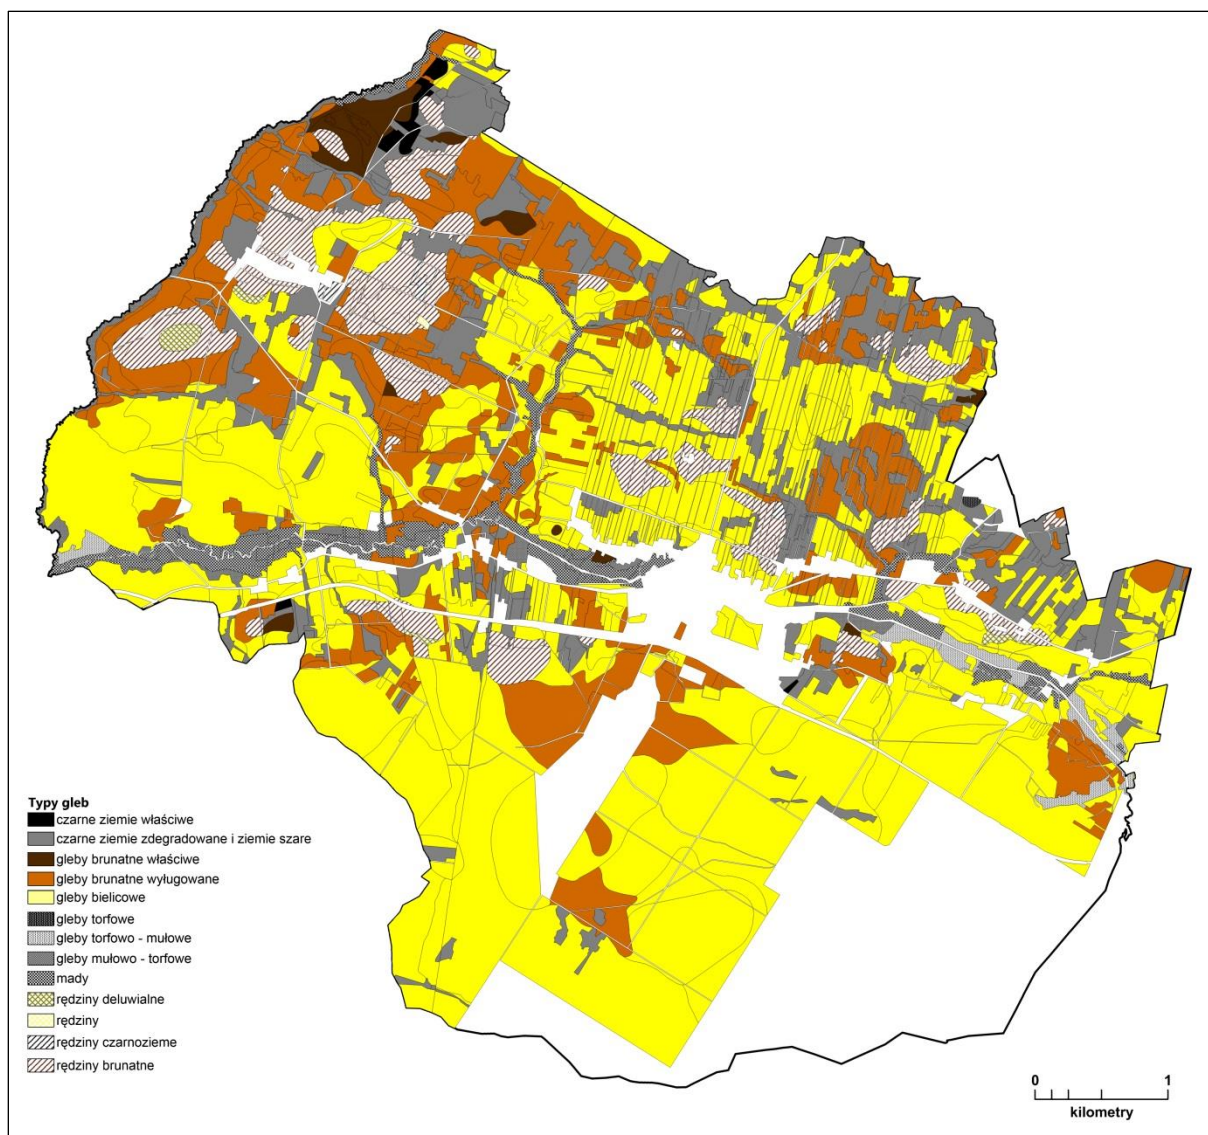 Typy gleb
czarne ziemie właściwe
czarne ziemie zdegradowane i ziemie szare
gleby brunatne właściwe
gleby brunatne wyługowane
gleby bielicowe
gleby torfowe
gleby torfowo - mułowe
gleby mułowo - torfowe
mady
rędziny deluwialne
rędziny
rędziny czarnozieme
rędziny brunatne
0 1
kilometry